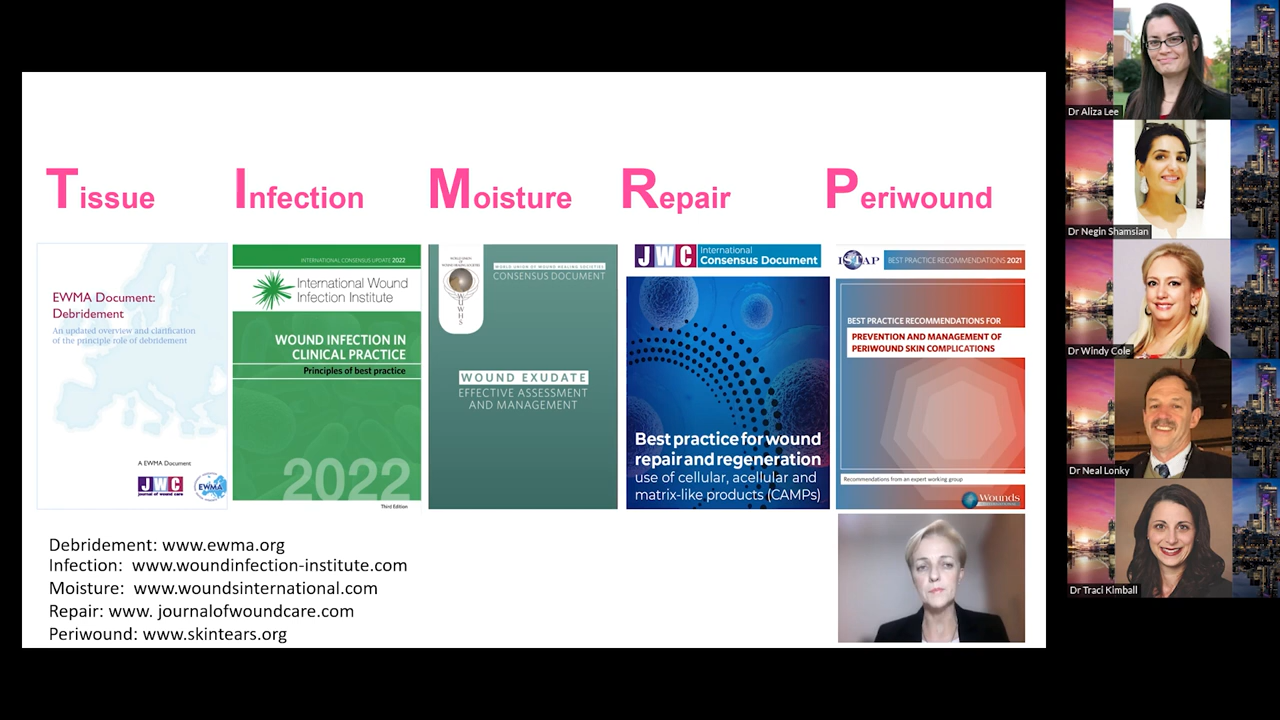 Tissue
Infection
Moisture
Repair
Periwound
EWMA Document:
Debridement
An updated overview and clarification
of the principle role of debridement
A EWMA Document
JWC
journal of wound care
EWMA
INTERNATIONAL CONSENSUS UPDATE 2022
International Wound
Infection Institute
WOUND INFECTION IN
CLINICAL PRACTICE
Principles of best practice
2022
Third Edition
WUWHS
WORLD UNION OF WOUND HEALING SOCIETIES
CONSENSUS DOCUMENT
WOUND EXUDATE
EFFECTIVE ASSESSMENT
AND MANAGEMENT
JWC International
Consensus Document
Best practice for wound
repair and regeneration
use of cellular, acellular and
matrix-like products (CAMPs)
ISTAP BEST PRACTICE RECOMMENDATIONS 2021
BEST PRACTICE RECOMMENDATIONS FOR
PREVENTION AND MANAGEMENT OF
PERIWOUND SKIN COMPLICATIONS
Recommendations from an expert working group
Wounds
Debridement: www.ewma.org
Infection: www.woundinfection-institute.com
Moisture: www.woundsinternational.com
Repair: www. journalofwoundcare.com
Periwound: www.skintears.org
Dr Aliza Lee
Dr Negin Shamsian
Dr Windy Cole
Dr Neal Lonky
Dr Traci Kimball